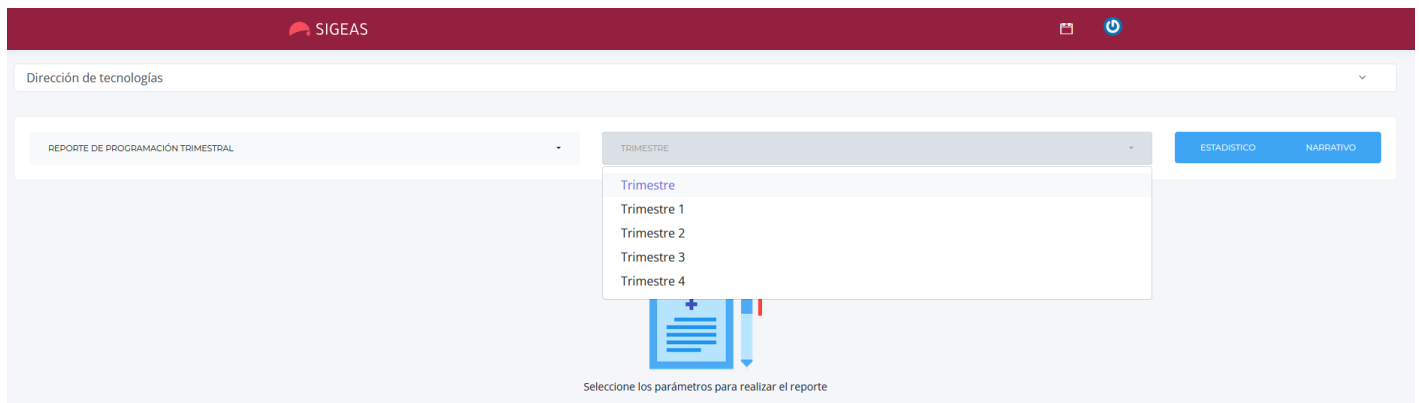 SIGEAS
Dirección de tecnologías
REPORTE DE PROGRAMACIÓN TRIMESTRAL
TRIMESTRE
ESTADISTICO NARRATIVO
Trimestre
Trimestre 1
Trimestre 2
Trimestre 3
Trimestre 4
Seleccione los parámetros para realizar el reporte